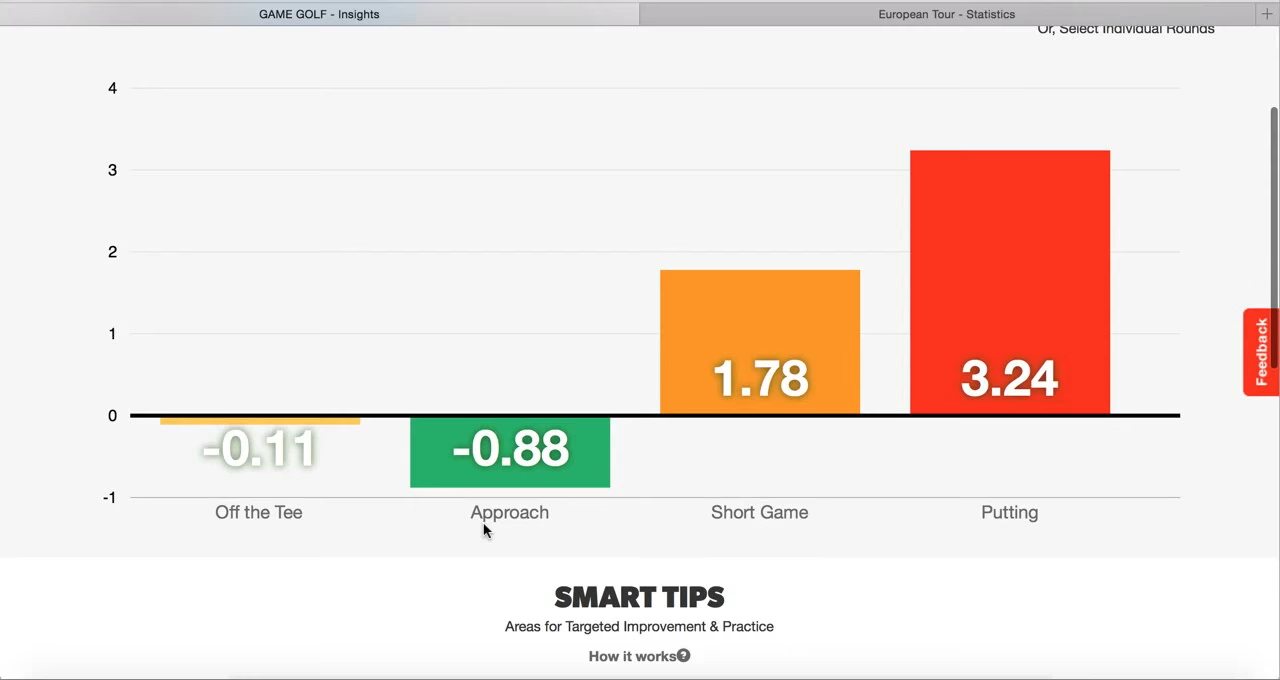 GAME GOLF - Insights
European Tour - Statistics
+
Or, Select Individual Rounds
4
3
2
1
0
-1
-0.11
-0.88
1.78
3.24
Off the Tee
Approach
Short Game
Putting
Feedback
SMART TIPS
Areas for Targeted Improvement & Practice
How it works?